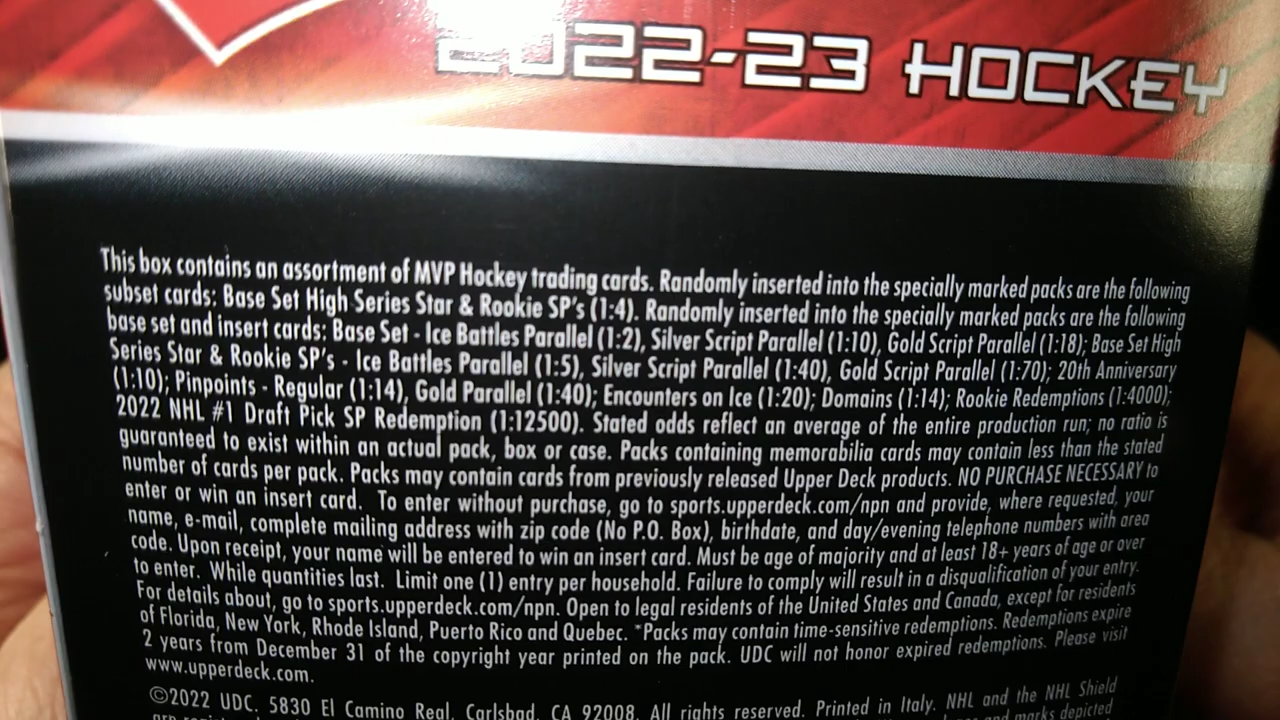 2022-23 HOCKEY
This box contains an assortment of MVP Hockey trading cards. Randomly inserted into the specially marked packs are the following
subset cards: Base Set High Series Star & Rookie SP's (1:4). Randomly inserted into the specially marked packs are the following
base set and insert cards: Base Set - Ice Battles Parallel (1:2), Silver Script Parallel (1:10), Gold Script Parallel (1:18); Base Set High
Series Star & Rookie SP's - Ice Battles Parallel (1:5), Silver Script Parallel (1:40), Gold Script Parallel (1:70); 20th Anniversary
(1:10); Pinpoints - Regular (1:14), Gold Parallel (1:40); Encounters on Ice (1:20); Domains (1:14); Rookie Redemptions (1:4000);
2022 NHL #1 Draft Pick SP Redemption (1:12500). Stated odds reflect an average of the entire production run; no ratio is
guaranteed to exist within an actual pack, box or case. Packs containing memorabilia cards may contain less than the stated
number of cards per pack. Packs may contain cards from previously released Upper Deck products. NO PURCHASE NECESSARY to
enter or win an insert card. To enter without purchase, go to sports.upperdeck.com/npn and provide, where requested, your
name, e-mail, complete mailing address with zip code (No P.O. Box), birthdate, and day/evening telephone numbers with area
code. Upon receipt, your name will be entered to win an insert card. Must be age of majority and at least 18+ years of age or over
to enter. While quantities last. Limit one (1) entry per household. Failure to comply will result in a disqualification of your entry.
For details about, go to sports.upperdeck.com/npn. Open to legal residents of the United States and Canada, except for residents
of Florida, New York, Rhode Island, Puerto Rico and Quebec. *Packs may contain time-sensitive redemptions. Redemptions expire
2 years from December 31 of the copyright year printed on the pack. UDC will not honor expired redemptions. Please visit
www.upperdeck.com.
©2022 UDC. 5830 El Camino Real, Carlsbad, CA 92008. All rights reserved. Printed in Italy. NHL and the NHL Shield
and marks depicted